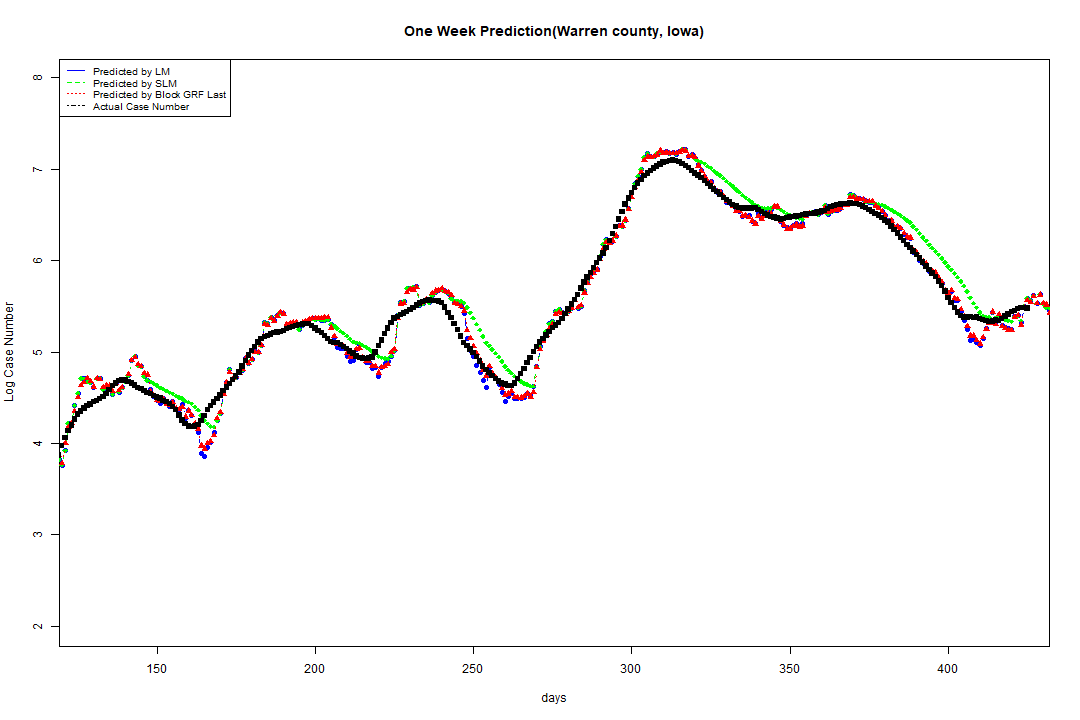 One Week Prediction(Warren county, Iowa)
Predicted by LM
Predicted by SLM
Predicted by Block GRF Last
Actual Case Number
8
7
6
5
4
3
2
Log Case Number
150 200 250 300 350 400
days